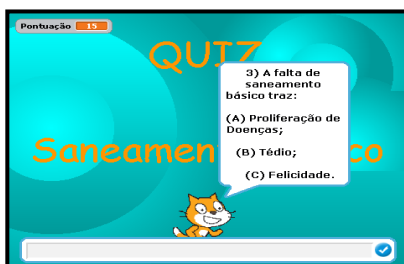 Pontuação 15
QUIZ
3) A falta de
saneamento
básico traz:
(A) Proliferação de
Doenças;
(B) Tédio;
(C) Felicidade.
Saneamen co